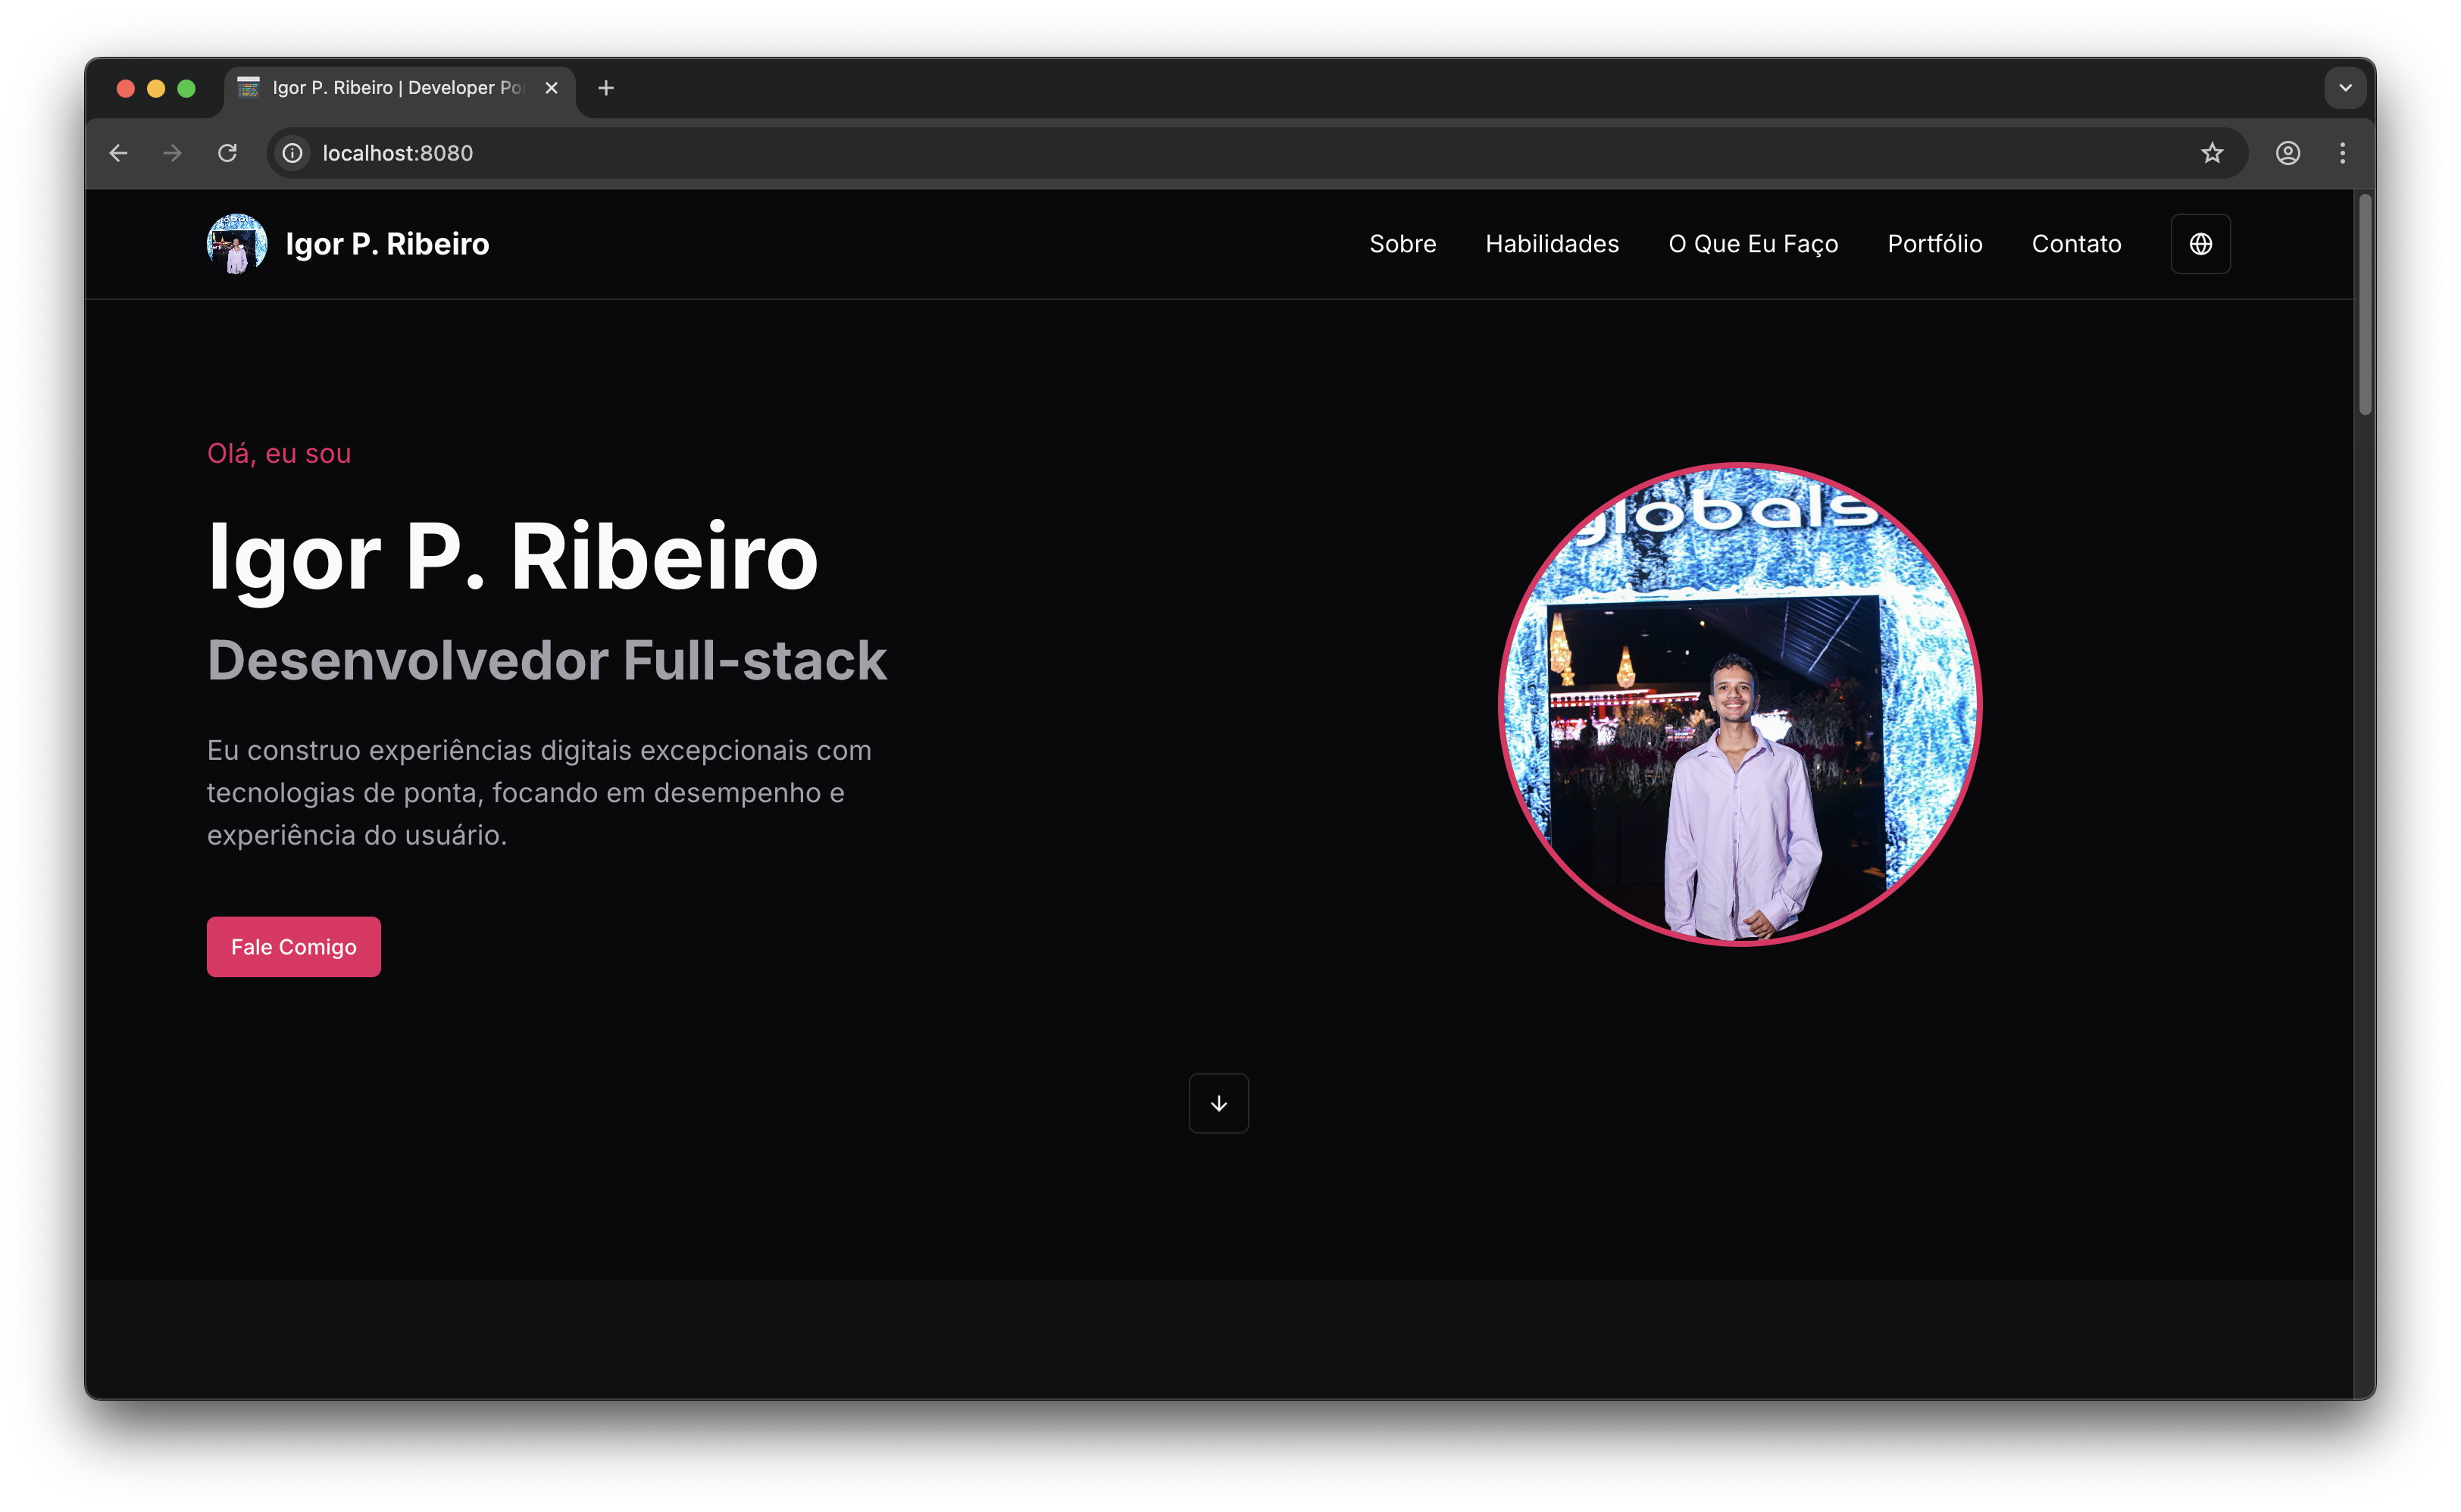 Igor P. Ribeiro | Developer Po
localhost:8080
Igor P. Ribeiro
Sobre Habilidades O Que Eu Faço Portfólio Contato
Olá, eu sou
Igor P. Ribeiro
Desenvolvedor Full-stack
Eu construo experiências digitais excepcionais com
tecnologias de ponta, focando em desempenho e
experiência do usuário.
Fale Comigo
globals